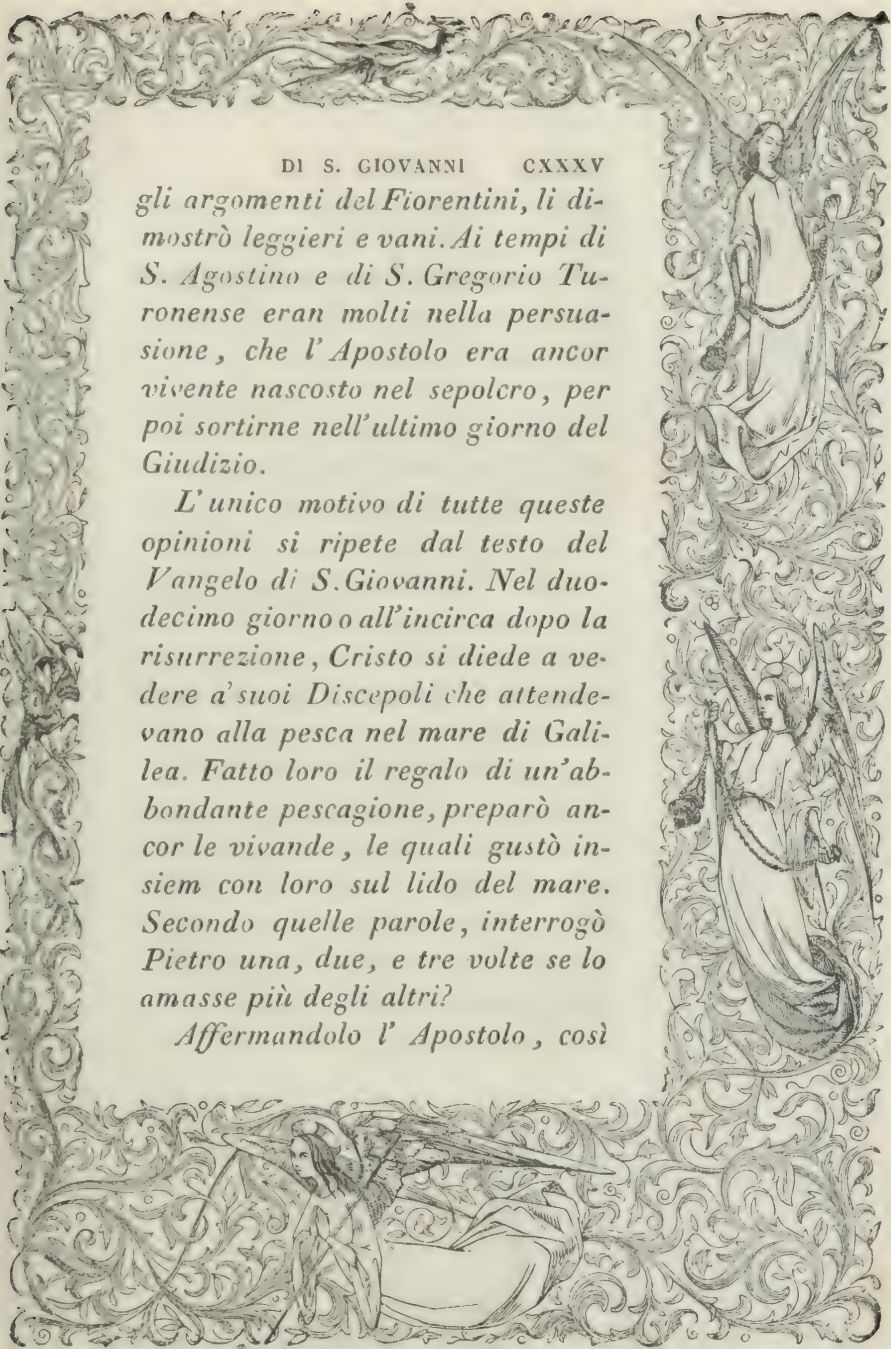 DI S. GIOVANNI CXXXV
gli argomenti del Fiorentini, li di-
mostrò leggieri e vani. Ai tempi di
S. Agostino e di S. Gregorio Tu-
ronense eran molti nella persua-
sione, che l'Apostolo era ancor
vivente nascosto nel sepolcro, per
poi sortirne nell'ultimo giorno del
Giudizio.
L'unico motivo di tutte queste
opinioni si ripete dal testo del
Vangelo di S. Giovanni. Nel duo-
decimo giorno o all'incirca dopo la
risurrezione, Cristo si diede a ve-
dere a' suoi Discepoli che attende-
vano alla pesca nel mare di Gali-
lea. Fatto loro il regalo di un'ab-
bondante pescagione, preparò an-
cor le vivande, le quali gustò in-
siem con loro sul lido del mare.
Secondo quelle parole, interrogò
Pietro una, due, e tre volte se lo
amasse più degli altri?
Affermandolo l'Apostolo, così